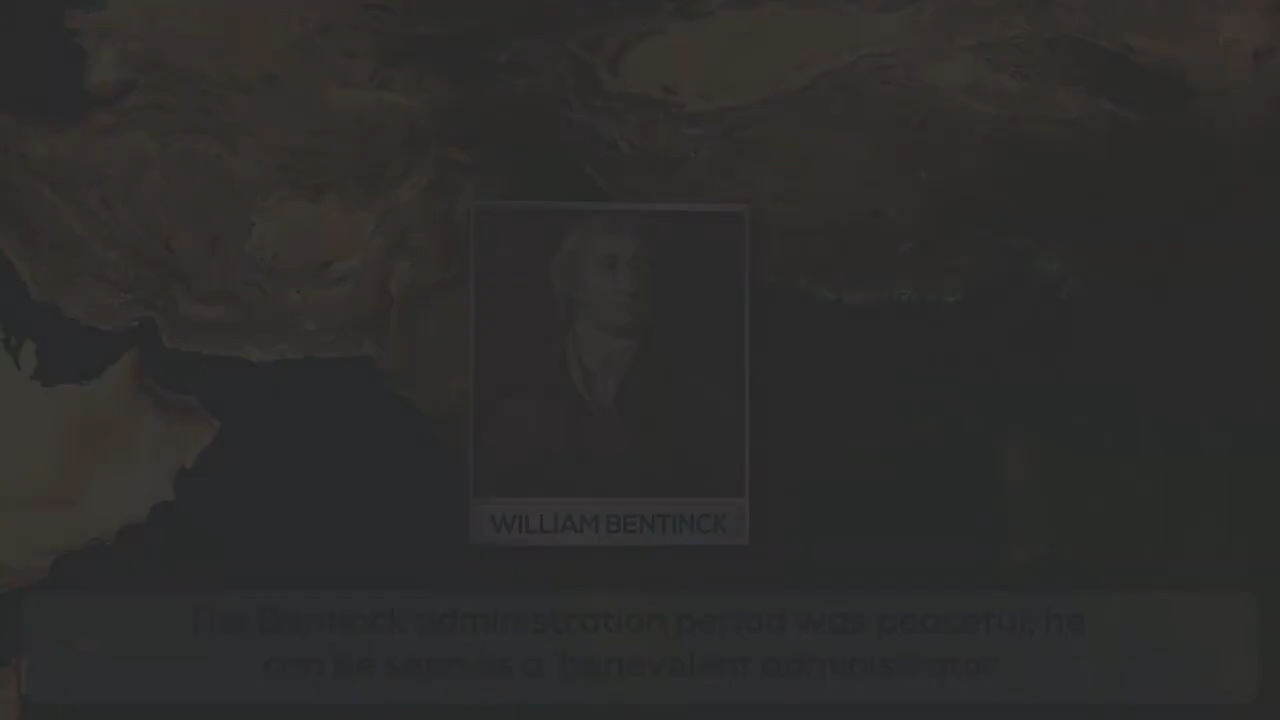 WILLIAM BENTINCK
The Bentinck administration period was peaceful; he
can be seen as a 'benevolent administrator'